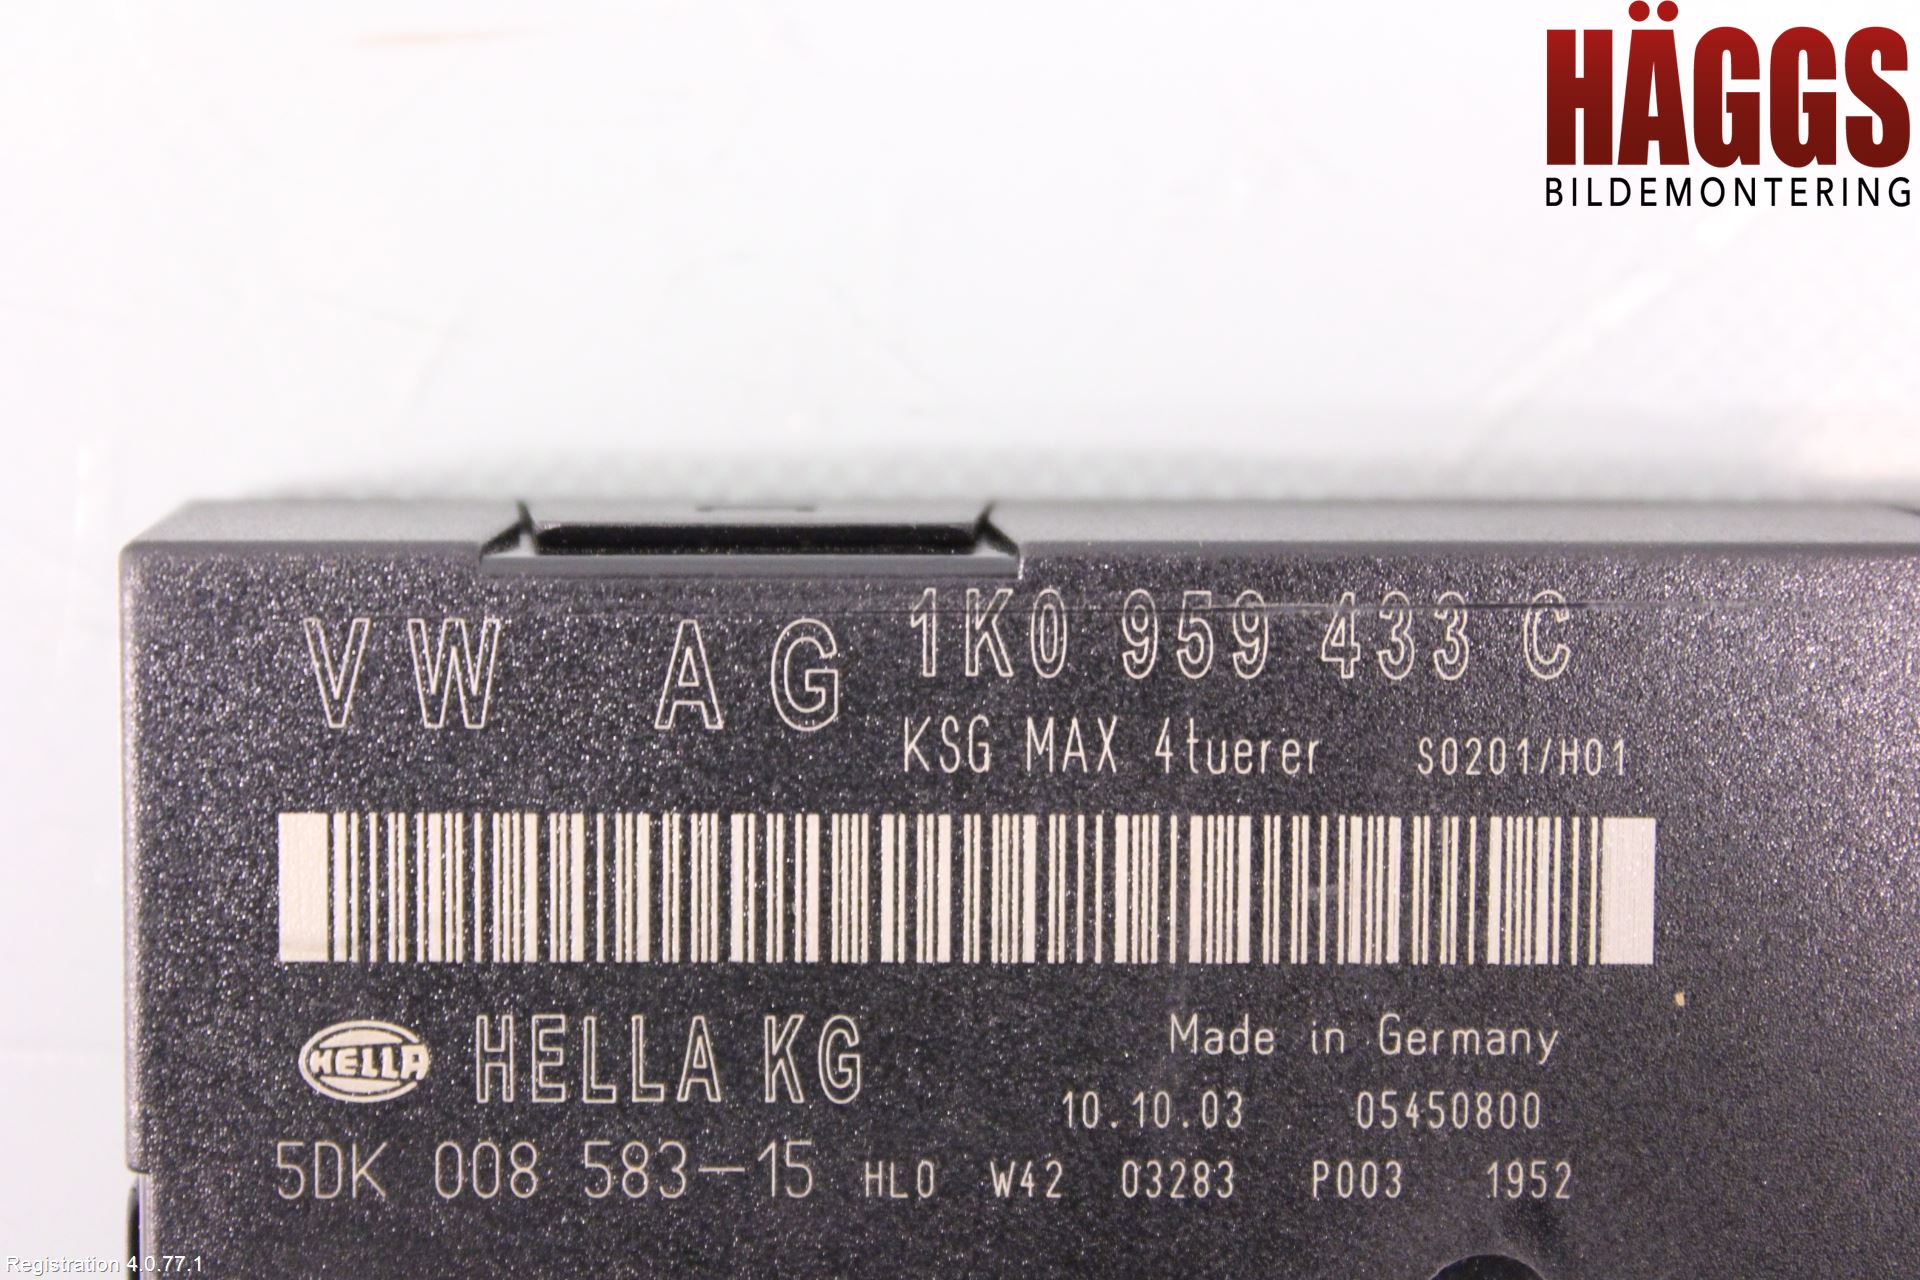 HÄGGS
BILDEMONTERING
VW AG 1K0 959 433 C
KSG MAX 4tuerer S0201/H01
HELLA HELLA KG Made in Germany
10.10.03 05450800
5DK 008 583-15 HL0 W42 03283 P003 1952
Registration 4.0.77.1